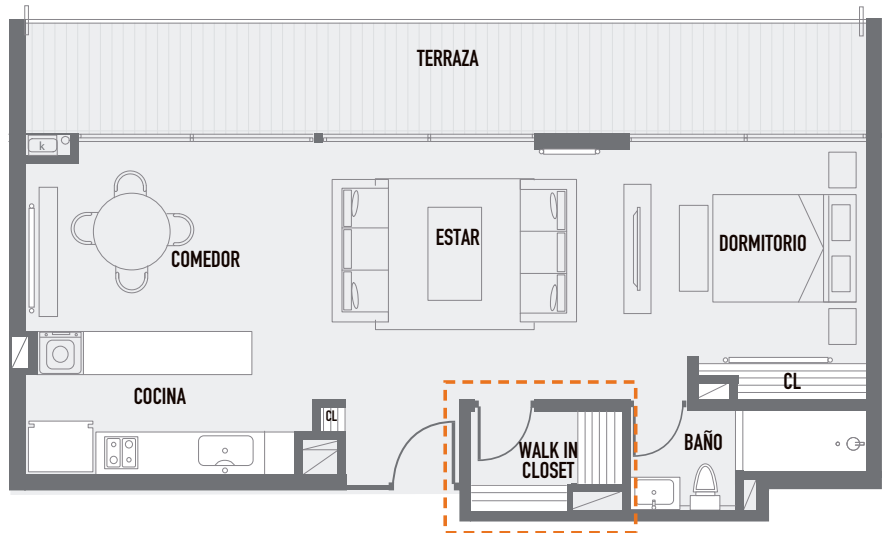 TERRAZA
k
COMEDOR
ESTAR
DORMITORIO
COCINA
CL
CL
WALK IN
CLOSET
BAÑO